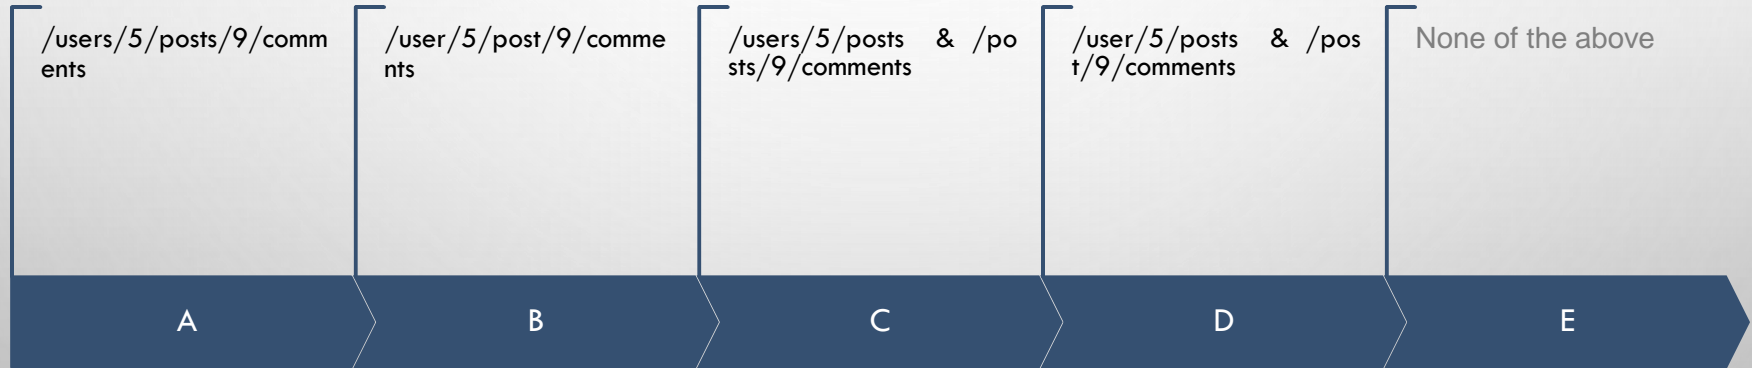 /users/5/posts/9/comm
ents
/user/5/post/9/comme
nts
/users/5/posts & /po
sts/9/comments
/user/5/posts & /pos
t/9/comments
None of the above
A
B
C
D
E